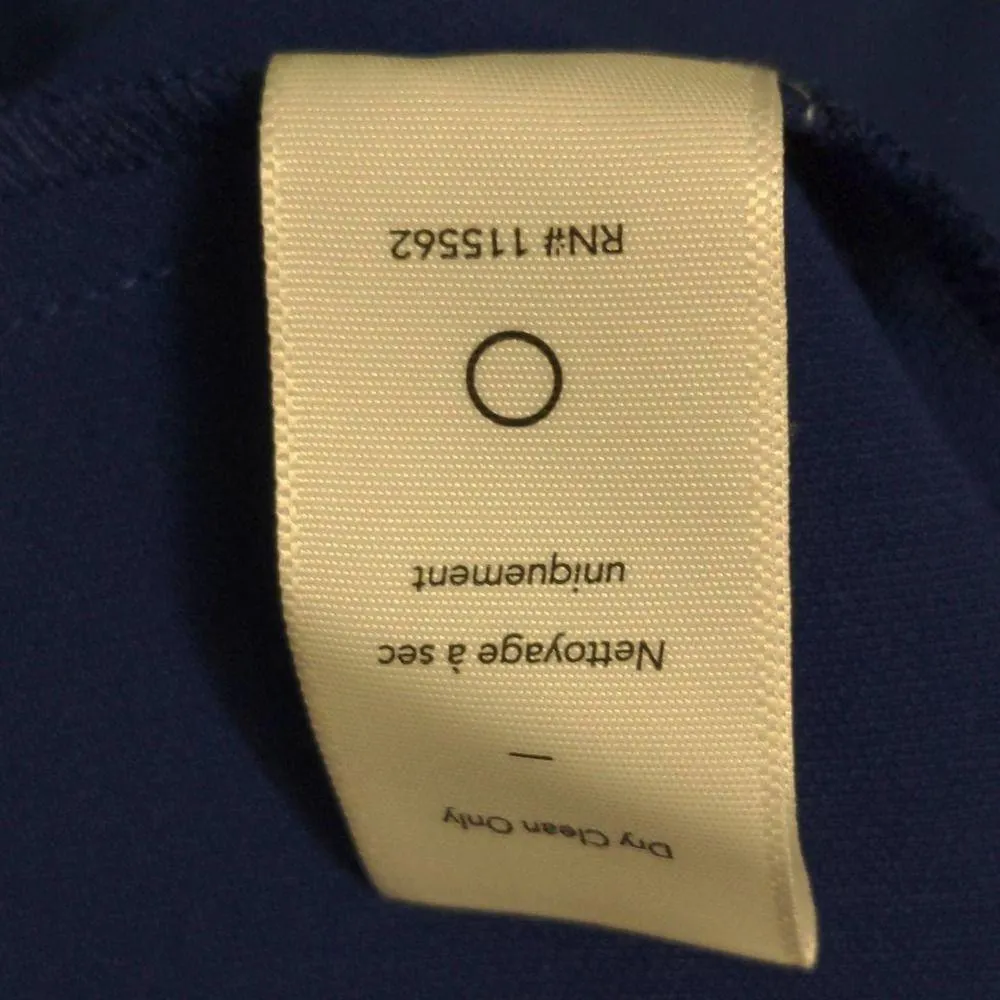 Dry Clean Only
—
Nettoyage à sec
uniquement
RN# 115562